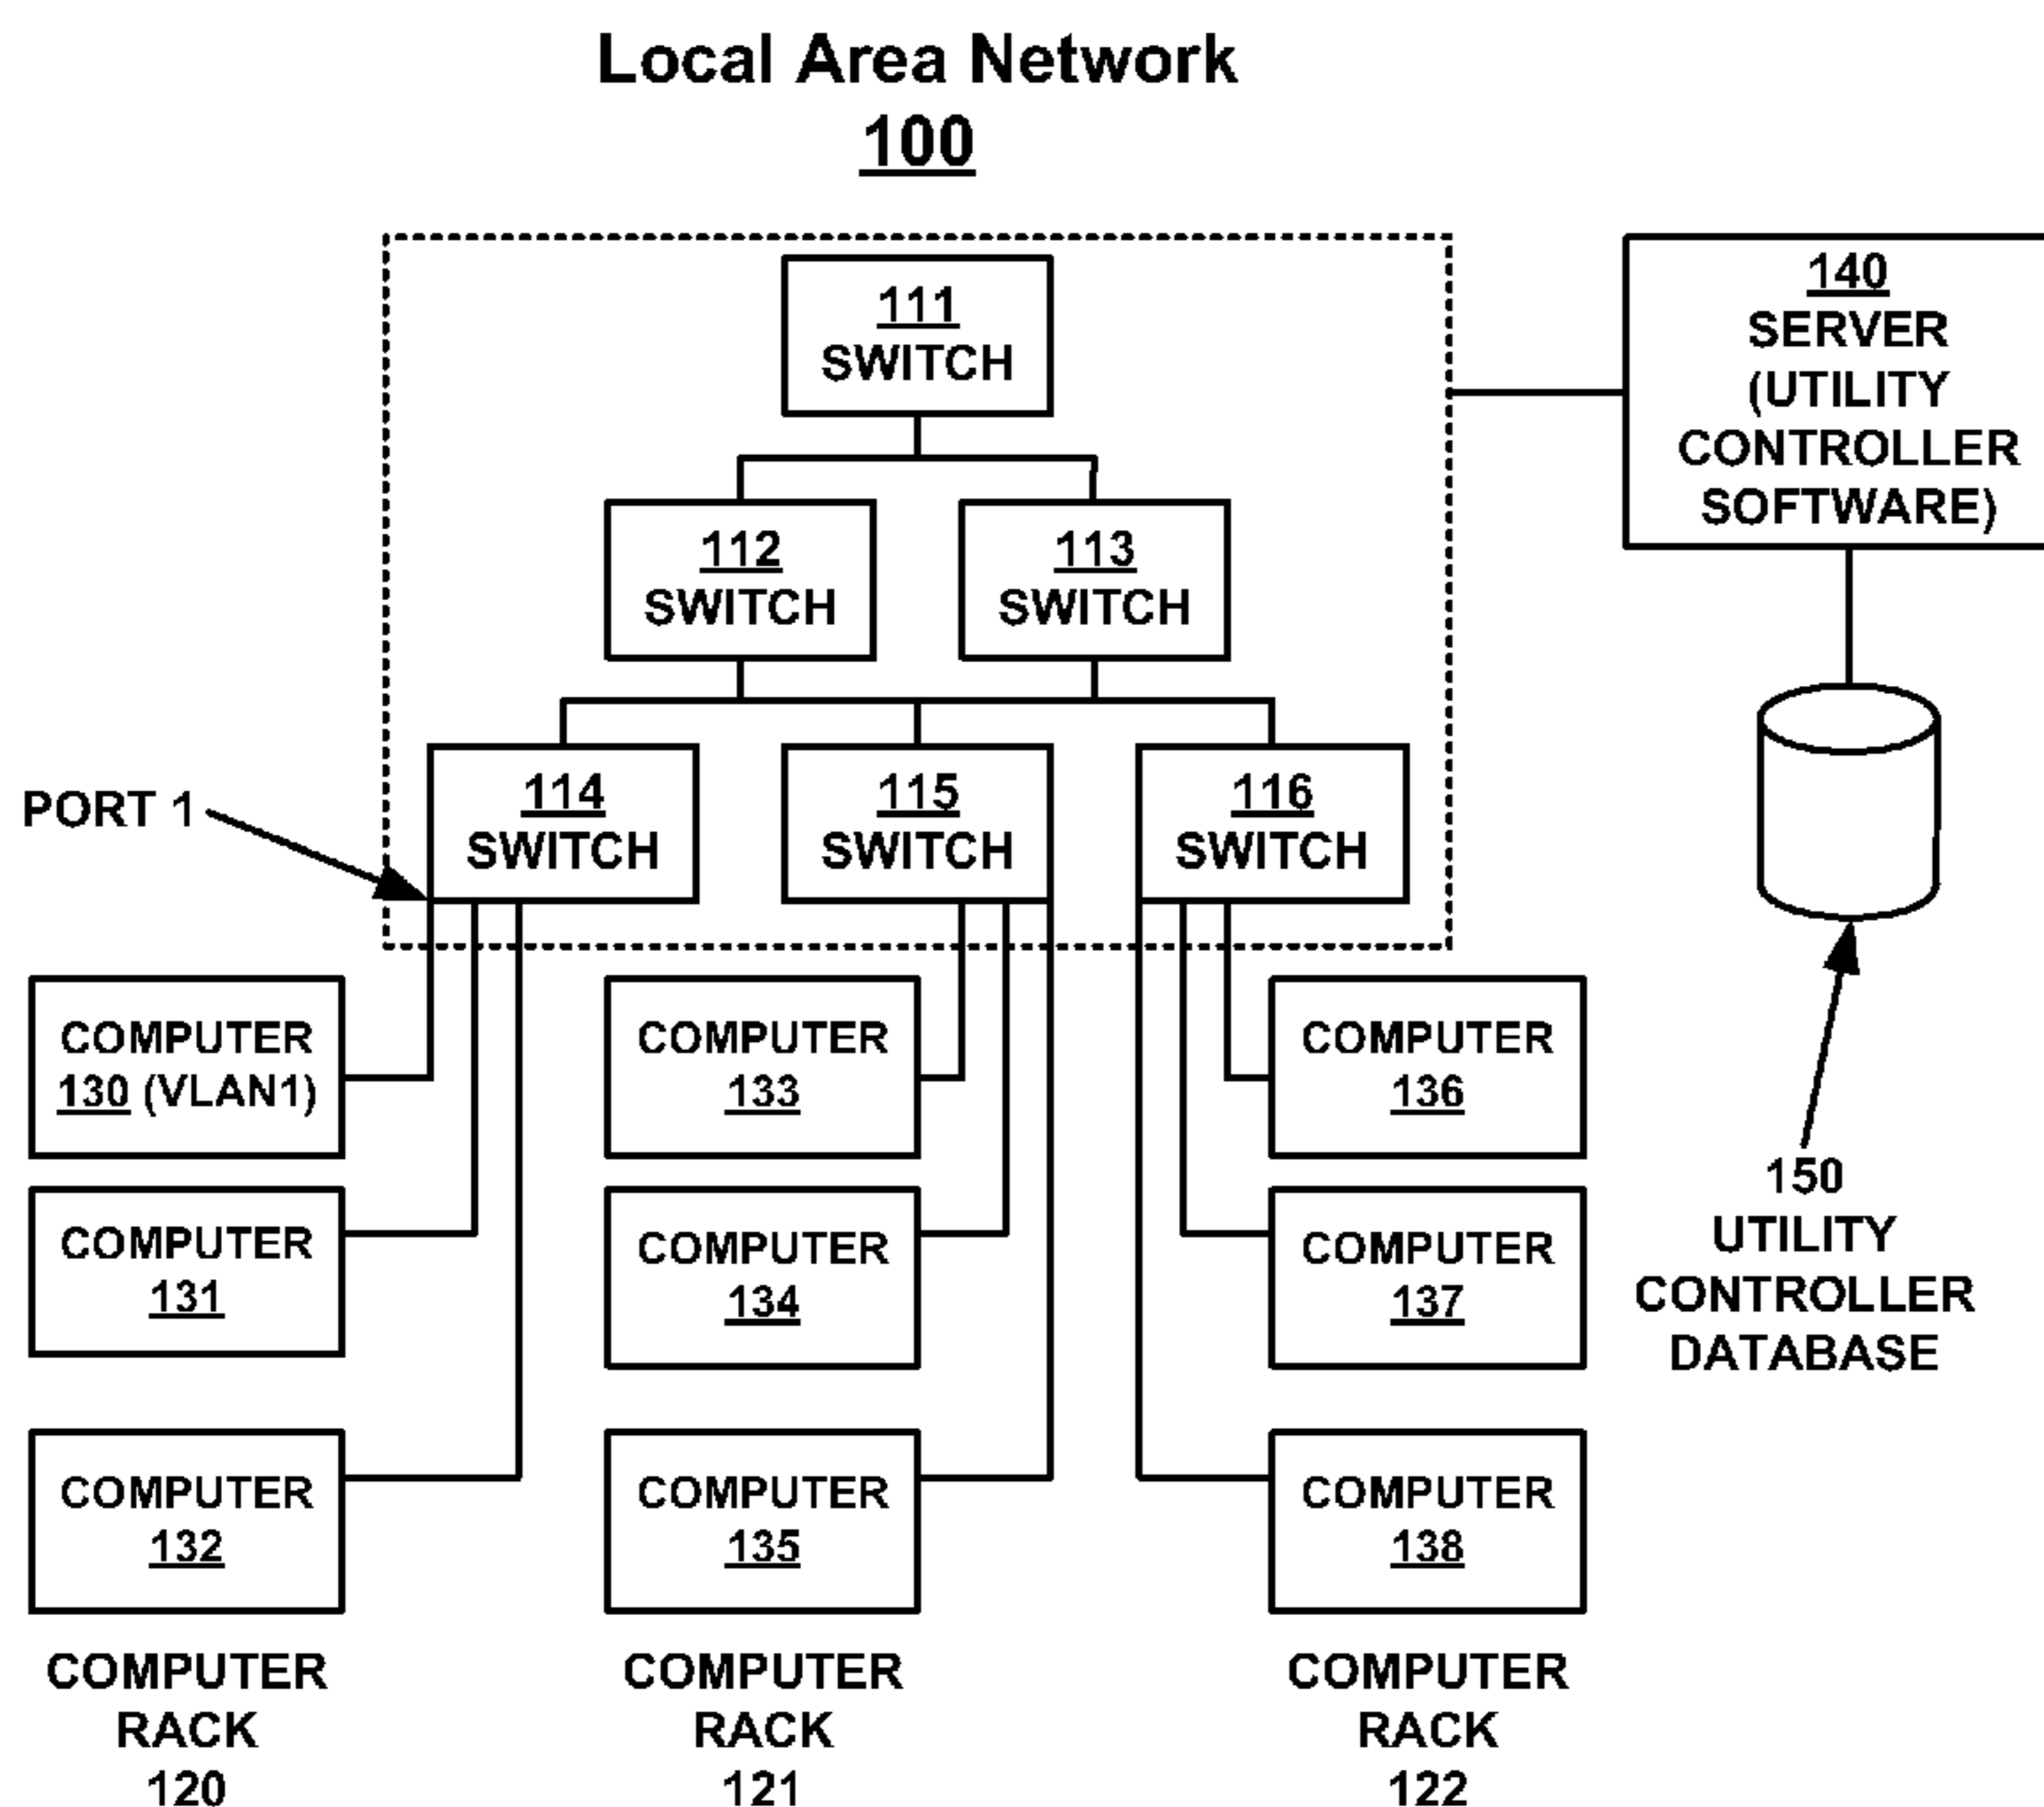 Local Area Network
100
111
SWITCH
140
SERVER
(UTILITY
CONTROLLER
SOFTWARE)
112
SWITCH
113
SWITCH
PORT 1
114
SWITCH
115
SWITCH
116
SWITCH
COMPUTER
130 (VLAN1)
COMPUTER
133
COMPUTER
136
COMPUTER
131
COMPUTER
134
COMPUTER
137
150
UTILITY
CONTROLLER
DATABASE
COMPUTER
132
COMPUTER
135
COMPUTER
138
COMPUTER
RACK
120
COMPUTER
RACK
121
COMPUTER
RACK
122